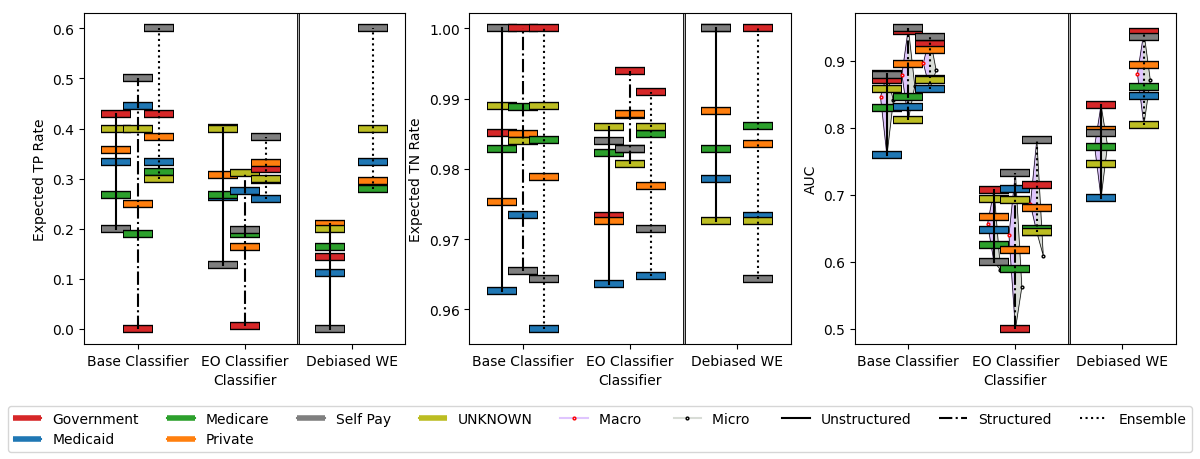 Expected TP Rate
0.6
0.5
0.4
0.3
0.2
0.1
0.0
Base Classifier EO Classifier Debiased WE
Classifier
Expected TN Rate
1.00
0.99
0.98
0.97
0.96
Base Classifier EO Classifier Debiased WE
Classifier
AUC
0.9
0.8
0.7
0.6
0.5
Base Classifier EO Classifier Debiased WE
Classifier
Government Medicare Self Pay UNKNOWN Macro Micro Unstructured Structured Ensemble
Medicaid Private